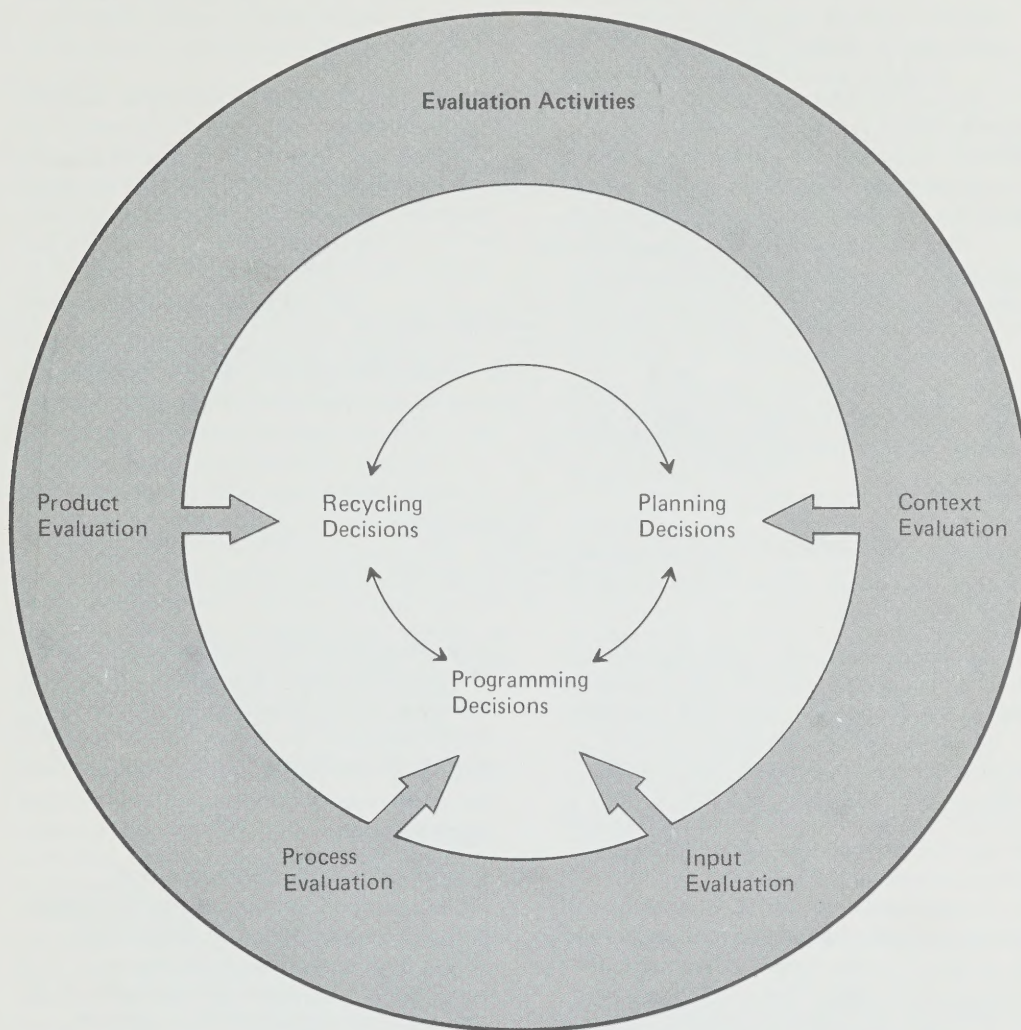 Evaluation Activities
Product
Evaluation
Recycling
Decisions
Planning
Decisions
Context
Evaluation
Programming
Decisions
Process
Evaluation
Input
Evaluation